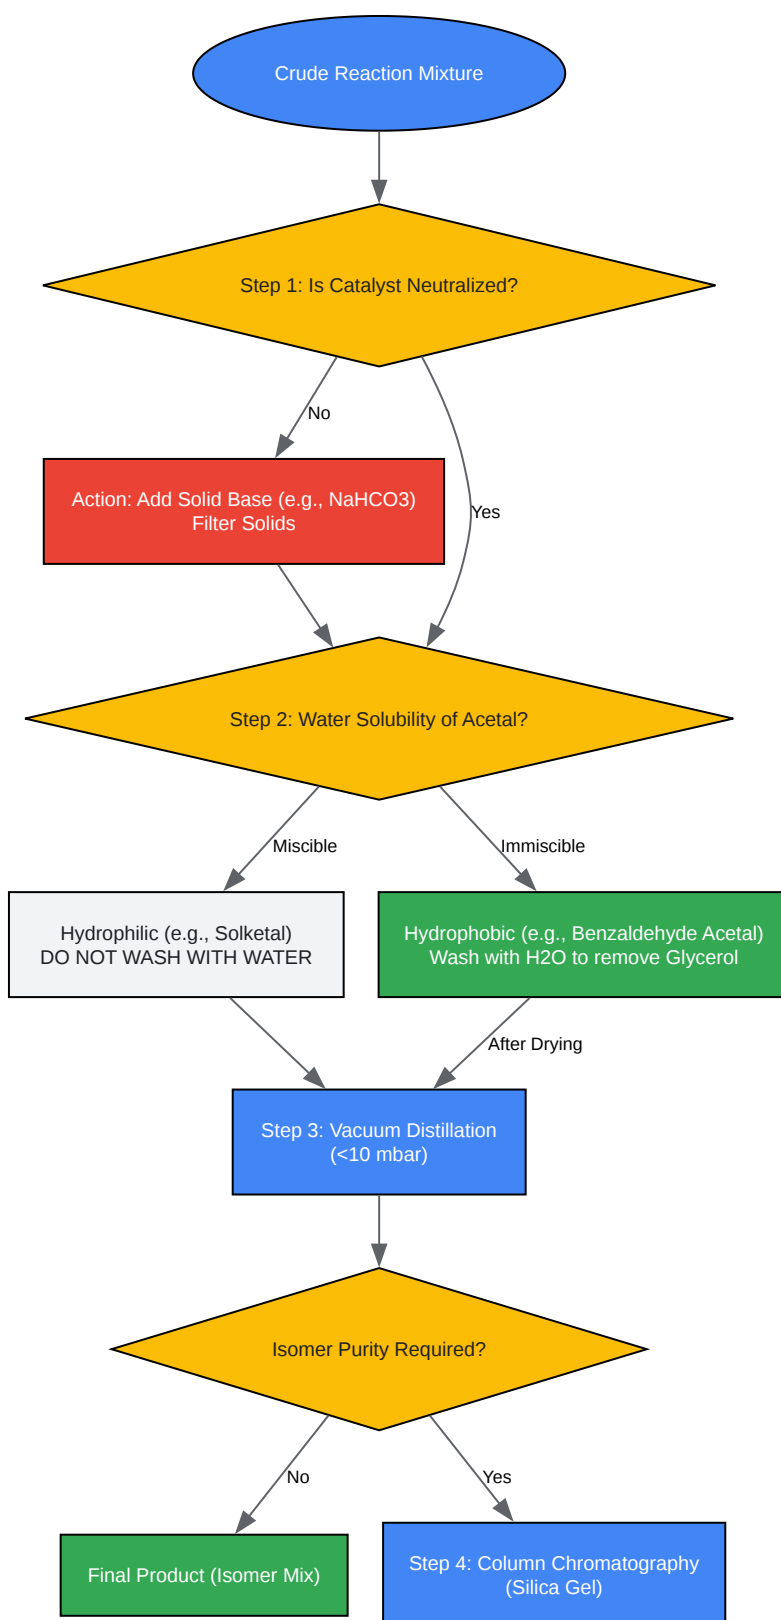 Crude Reaction Mixture
Step 1: Is Catalyst Neutralized?
No
Action: Add Solid Base (e.g., NaHCO3)
Filter Solids
Yes
Step 2: Water Solubility of Acetal?
Miscible
Immiscible
Hydrophilic (e.g., Solketal)
DO NOT WASH WITH WATER
Hydrophobic (e.g., Benzaldehyde Acetal)
Wash with H2O to remove Glycerol
After Drying
Step 3: Vacuum Distillation
(<10 mbar)
Isomer Purity Required?
No
Yes
Final Product (Isomer Mix)
Step 4: Column Chromatography
(Silica Gel)